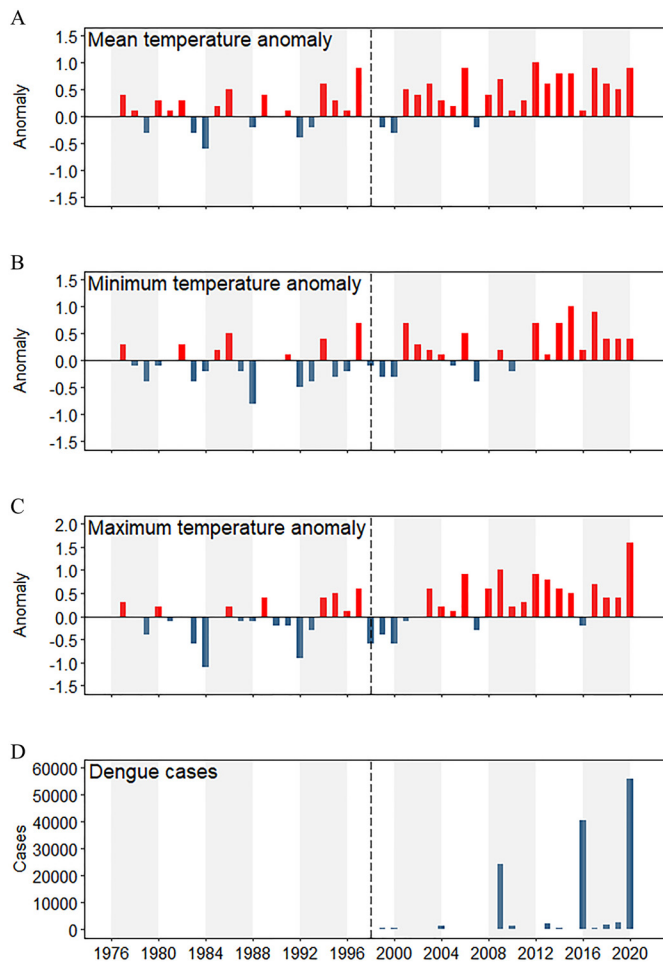 A
Mean temperature anomaly
Anomaly
1.5
1.0
0.5
0.0
-0.5
-1.0
-1.5
B
Minimum temperature anomaly
Anomaly
1.5
1.0
0.5
0.0
-0.5
-1.0
-1.5
C
Maximum temperature anomaly
Anomaly
2.0
1.5
1.0
0.5
0.0
-0.5
-1.0
-1.5
D
Dengue cases
Cases
60000
50000
40000
30000
20000
10000
0
1976 1980 1984 1988 1992 1996 2000 2004 2008 2012 2016 2020